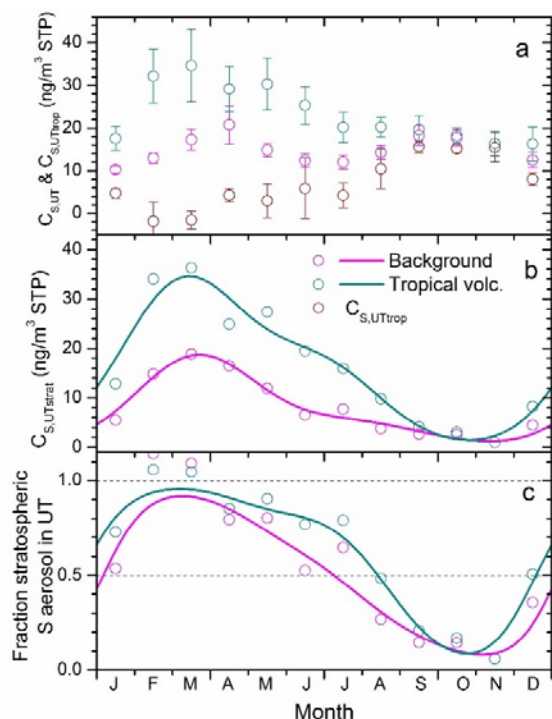 a
C_S,UT & C_S,UTtrop (ng/m³ STP)
40
30
20
10
0
b
Background
Tropical volc.
C_S,UTtrop
C_S,UTstrat (ng/m³ STP)
40
30
20
10
0
c
Fraction stratospheric
S aerosol in UT
1.0
0.5
0.0
J F M A M J J A S O N D
Month